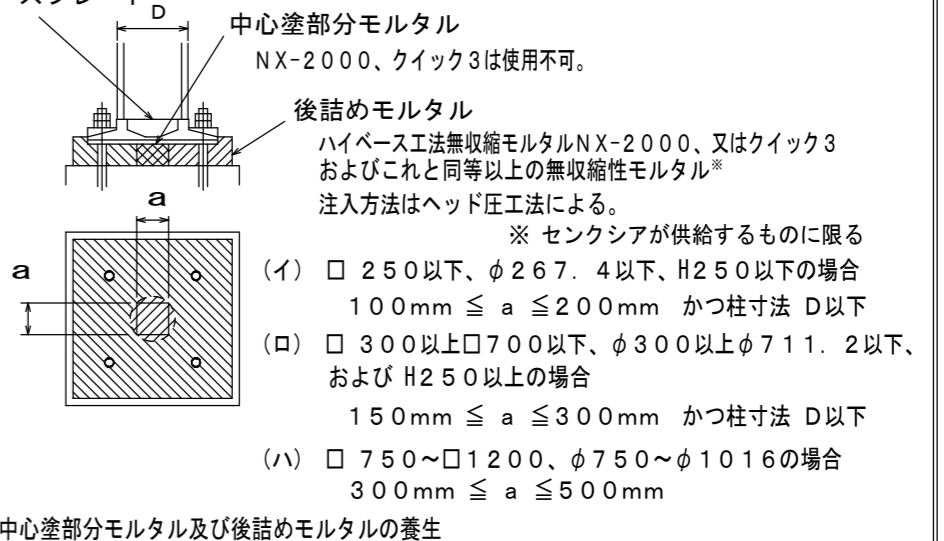 D
中心塗部分モルタル
NX-2000、クイック3は使用不可。
後詰めモルタル
ハイベース工法無収縮モルタルNX-2000、又はクイック3
およびこれと同等以上の無収縮性モルタル※
注入方法はヘッド圧工法による。
※ センクシアが供給するものに限る
a
a
(イ) □ 250以下、φ267. 4以下、H250以下の場合
100mm ≦ a ≦200mm かつ柱寸法 D以下
(ロ) □ 300以上□700以下、φ300以上φ711. 2以下、
および H250以上の場合
150mm ≦ a ≦300mm かつ柱寸法 D以下
(ハ) □ 750~□1200、φ750~φ1016の場合
300mm ≦ a ≦500mm
中心塗部分モルタル及び後詰めモルタルの養生